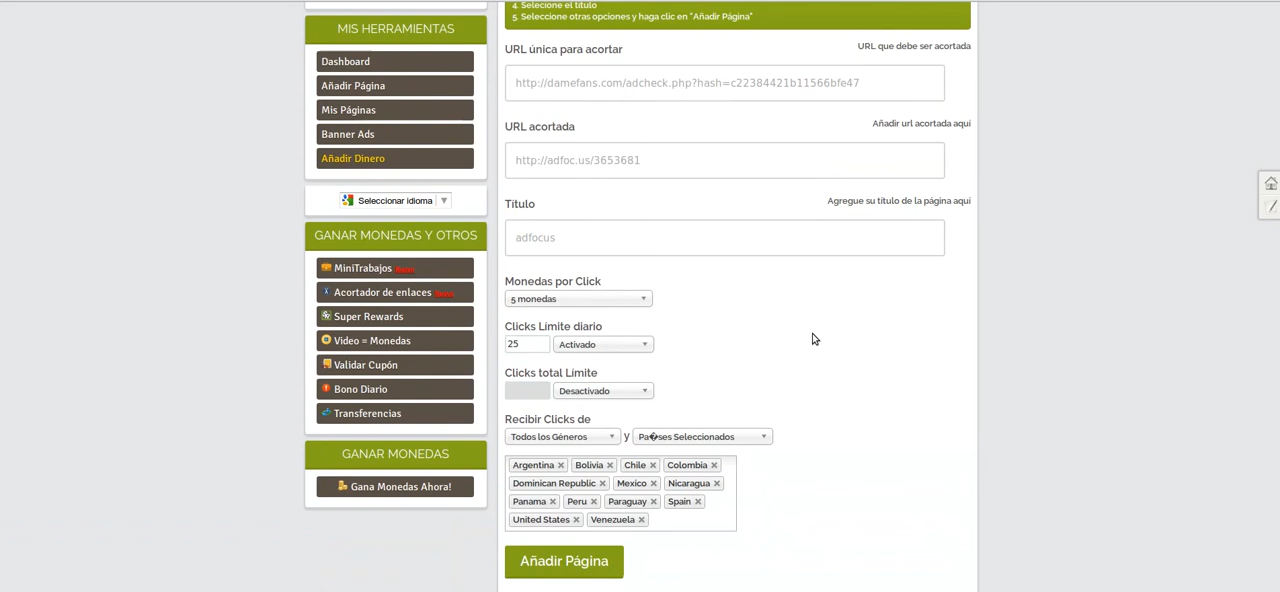 MIS HERRAMIENTAS
Dashboard
Añadir Página
Mis Páginas
Banner Ads
Añadir Dinero
Seleccionar idioma
GANAR MONEDAS Y OTROS
MiniTrabajos
Acortador de enlaces
Super Rewards
Video = Monedas
Validar Cupón
Bono Diario
Transferencias
GANAR MONEDAS
Gana Monedas Ahora!
4. Selecione el título
5. Seleccione otras opciones y haga clic en "Añadir Página"
URL única para acortar
URL que debe ser acortada
http://damefans.com/adcheck.php?hash=c22384421b11566bfe47
URL acortada
Añadir url acortada aquí
http://adfoc.us/3653681
Título
Agregue su título de la página aquí
adfocus
Monedas por Click
5 monedas
Clicks Límite diario
25 Activado
Clicks total Límite
Desactivado
Recibir Clicks de
Todos los Géneros y Pa�ses Seleccionados
Argentina Bolivia Chile Colombia
Dominican Republic Mexico Nicaragua
Panama Peru Paraguay Spain
United States Venezuela
Añadir Página